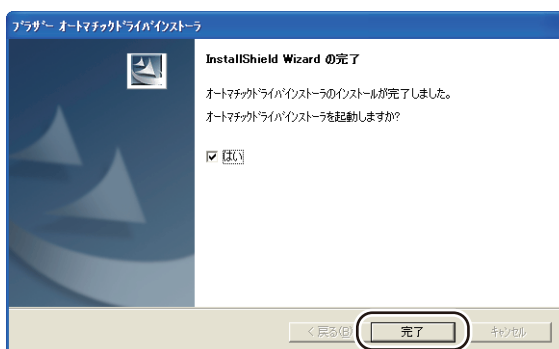 ﾌﾞﾗｻﾞｰ ｵｰﾄﾏﾁｯｸﾄﾞﾗｲﾊﾞｲﾝｽﾄｰﾗ
InstallShield Wizard の完了
ｵｰﾄﾏﾁｯｸﾄﾞﾗｲﾊﾞｲﾝｽﾄｰﾗのｲﾝｽﾄｰﾙが完了しました。
ｵｰﾄﾏﾁｯｸﾄﾞﾗｲﾊﾞｲﾝｽﾄｰﾗを起動しますか?
はい
< 戻る(B) 完了 ｷｬﾝｾﾙ